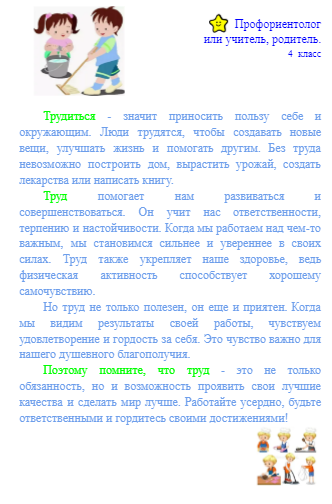 Профориентолог
или учитель, родитель.
4 класс
Трудиться - значит приносить пользу себе и
окружающим. Люди трудятся, чтобы создавать новые
вещи, улучшать жизнь и помогать другим. Без труда
невозможно построить дом, вырастить урожай, создать
лекарства или написать книгу.
Труд помогает нам развиваться и
совершенствоваться. Он учит нас ответственности,
терпению и настойчивости. Когда мы работаем над чем-то
важным, мы становимся сильнее и увереннее в своих
силах. Труд также укрепляет наше здоровье, ведь
физическая активность способствует хорошему
самочувствию.
Но труд не только полезен, он еще и приятен. Когда
мы видим результаты своей работы, чувствуем
удовлетворение и гордость за себя. Это чувство важно для
нашего душевного благополучия.
Поэтому помните, что труд - это не только
обязанность, но и возможность проявить свои лучшие
качества и сделать мир лучше. Работайте усердно, будьте
ответственными и гордитесь своими достижениями!